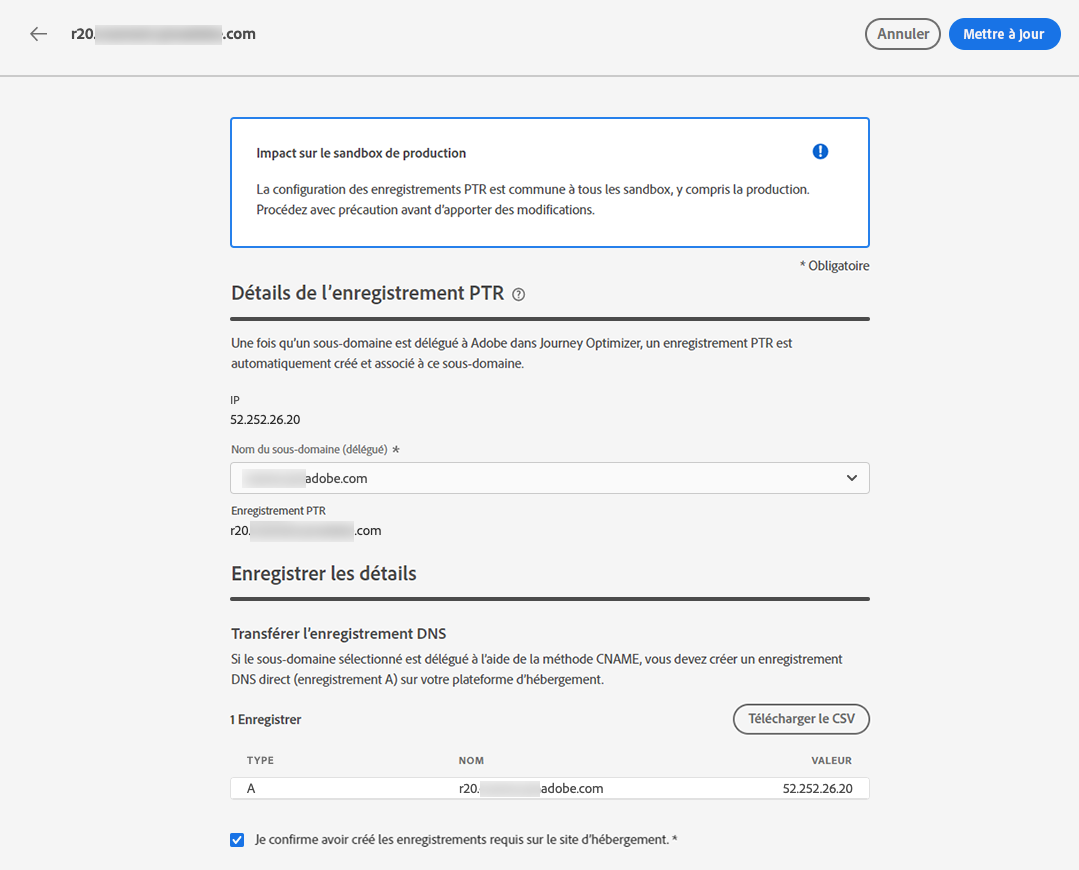 r20. .com
Annuler
Mettre à jour
Impact sur le sandbox de production
La configuration des enregistrements PTR est commune à tous les sandbox, y compris la production.
Procédez avec précaution avant d’apporter des modifications.
* Obligatoire
Détails de l’enregistrement PTR
Une fois qu’un sous-domaine est délégué à Adobe dans Journey Optimizer, un enregistrement PTR est
automatiquement créé et associé à ce sous-domaine.
IP
52.252.26.20
Nom du sous-domaine (délégué) *
adobe.com
Enregistrement PTR
r20. .com
Enregistrer les détails
Transférer l’enregistrement DNS
Si le sous-domaine sélectionné est délégué à l’aide de la méthode CNAME, vous devez créer un enregistrement
DNS direct (enregistrement A) sur votre plateforme d’hébergement.
1 Enregistrer
Télécharger le CSV
TYPE NOM VALEUR
A r20. adobe.com 52.252.26.20
Je confirme avoir créé les enregistrements requis sur le site d’hébergement. *